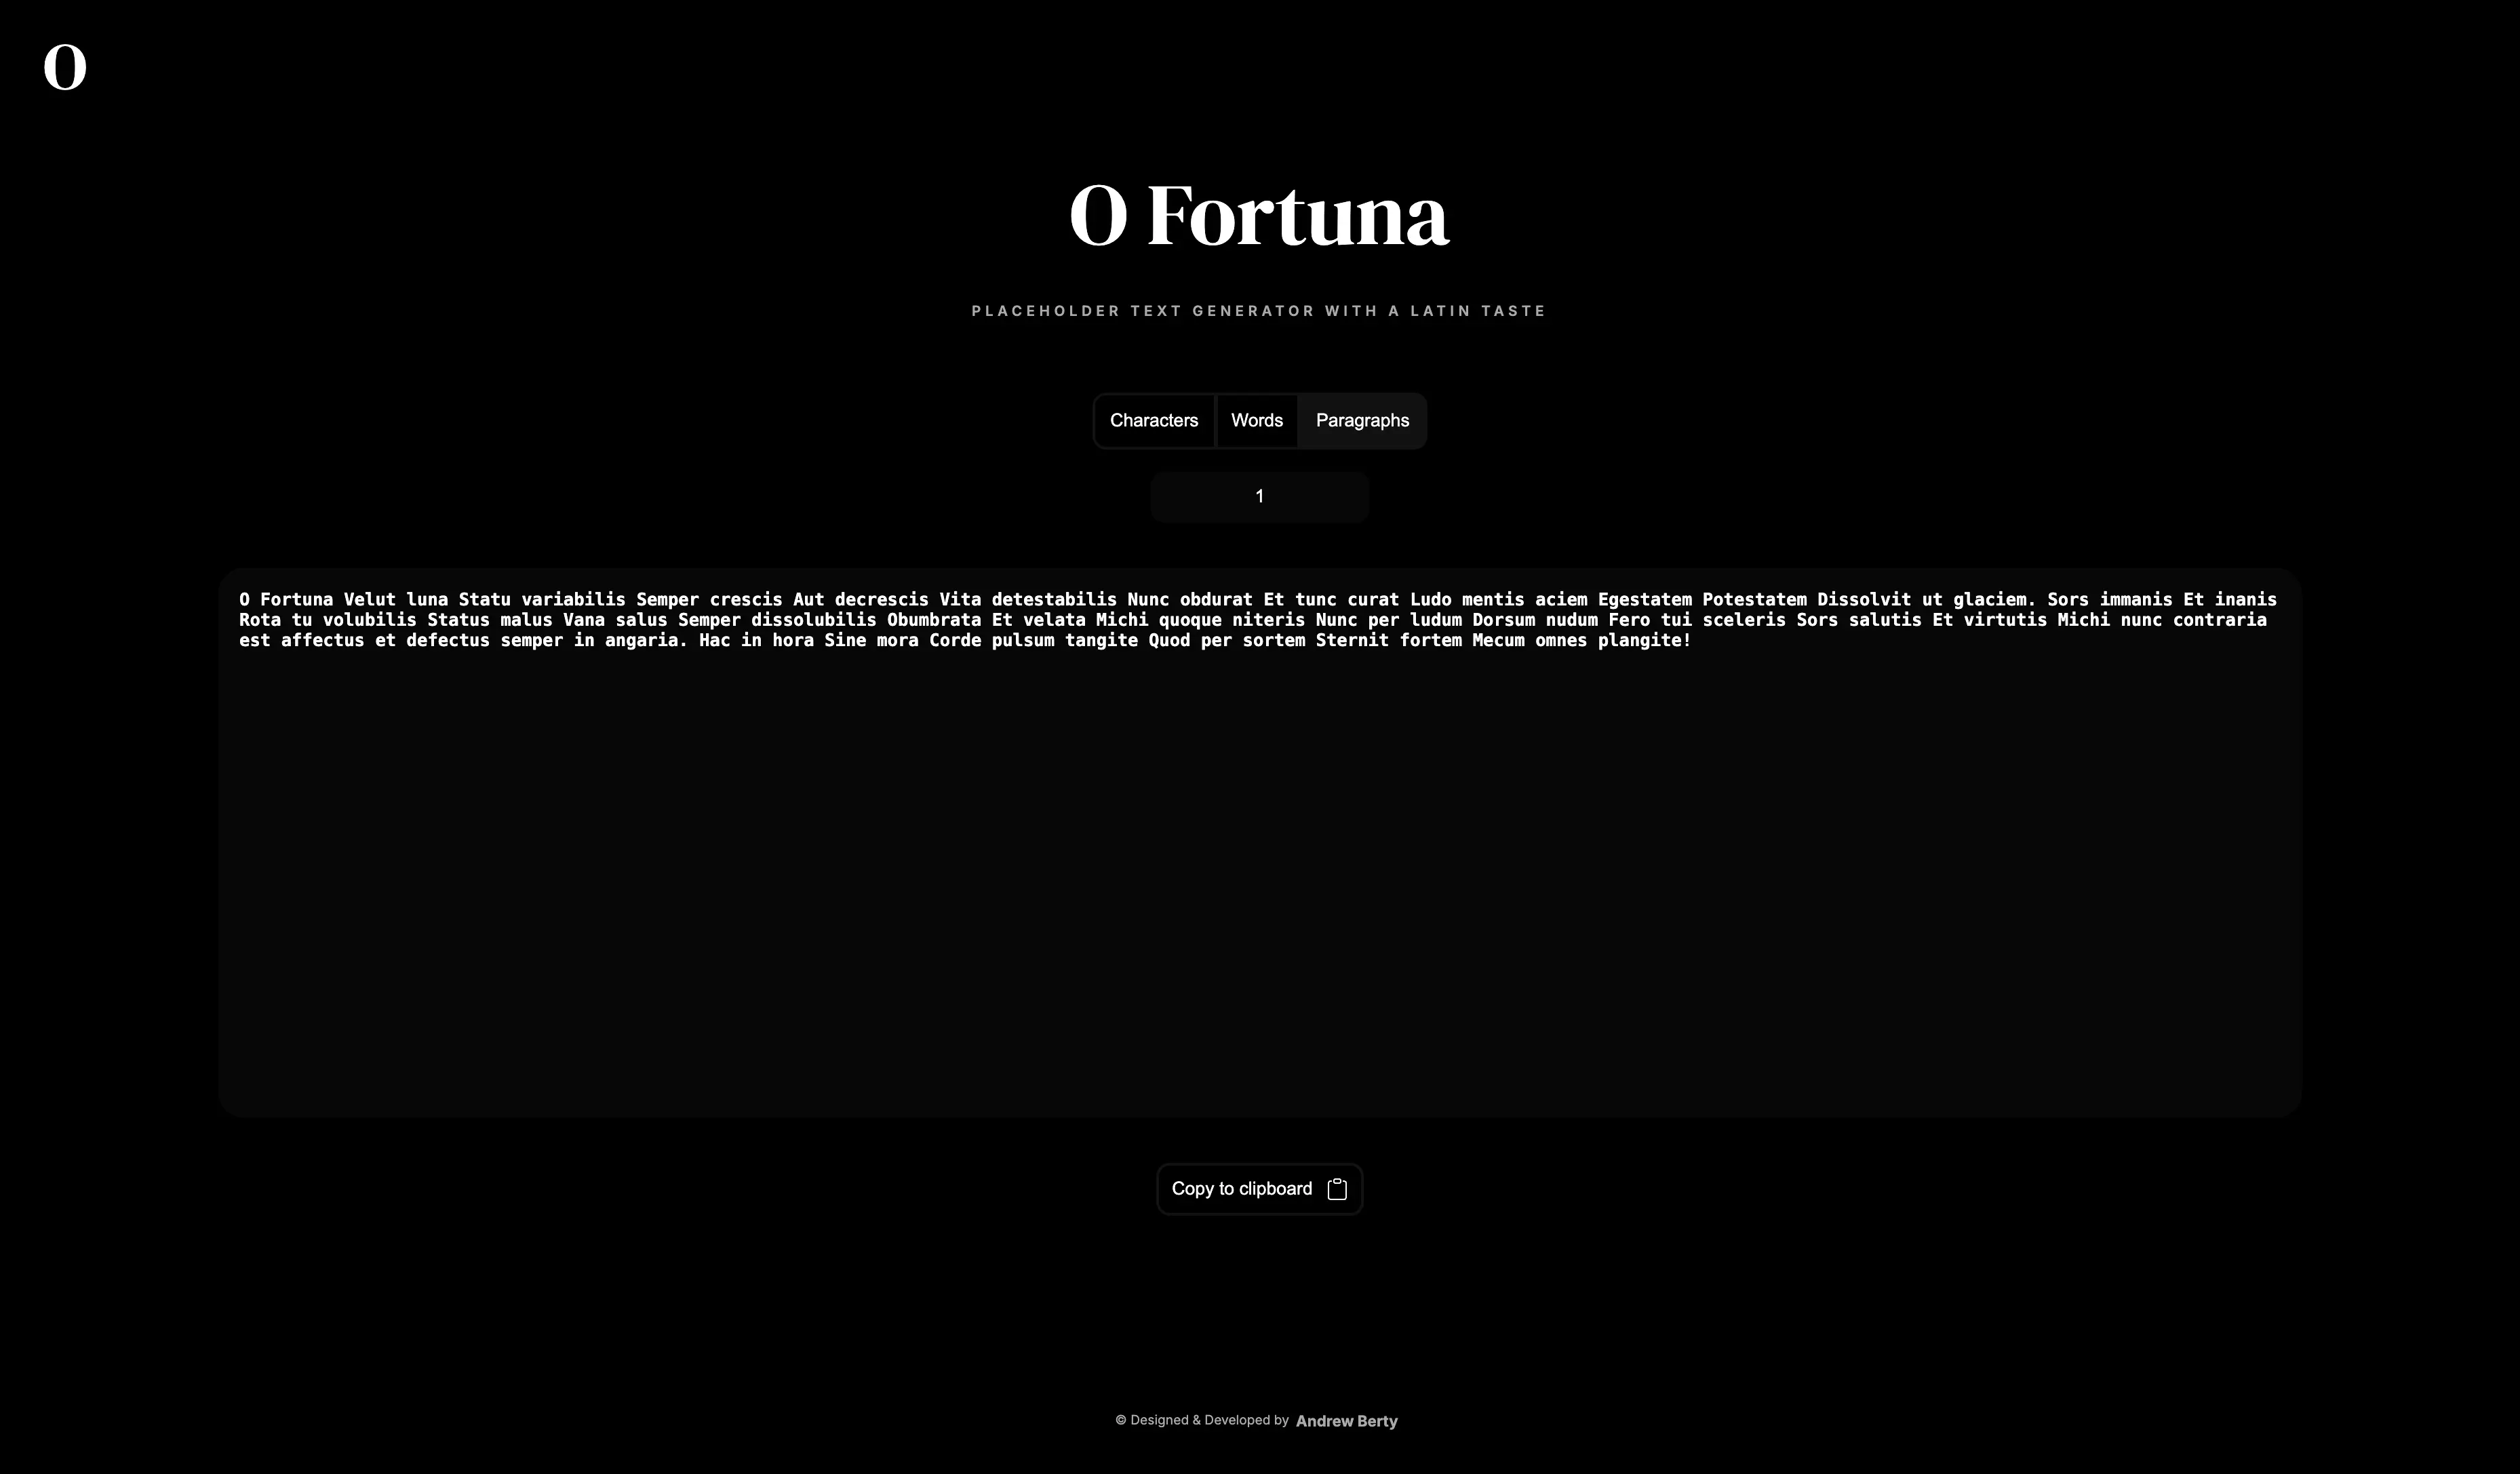 O
O Fortuna
PLACEHOLDER TEXT GENERATOR WITH A LATIN TASTE
Characters Words Paragraphs
1
O Fortuna Velut luna Statu variabilis Semper crescis Aut decrescis Vita detestabilis Nunc obdurat Et tunc curat Ludo mentis aciem Egestatem Potestatem Dissolvit ut glaciem. Sors immanis Et inanis
Rota tu volubilis Status malus Vana salus Semper dissolubilis Obumbrata Et velata Michi quoque niteris Nunc per ludum Dorsum nudum Fero tui sceleris Sors salutis Et virtutis Michi nunc contraria
est affectus et defectus semper in angaria. Hac in hora Sine mora Corde pulsum tangite Quod per sortem Sternit fortem Mecum omnes plangite!
Copy to clipboard
© Designed & Developed by Andrew Berty